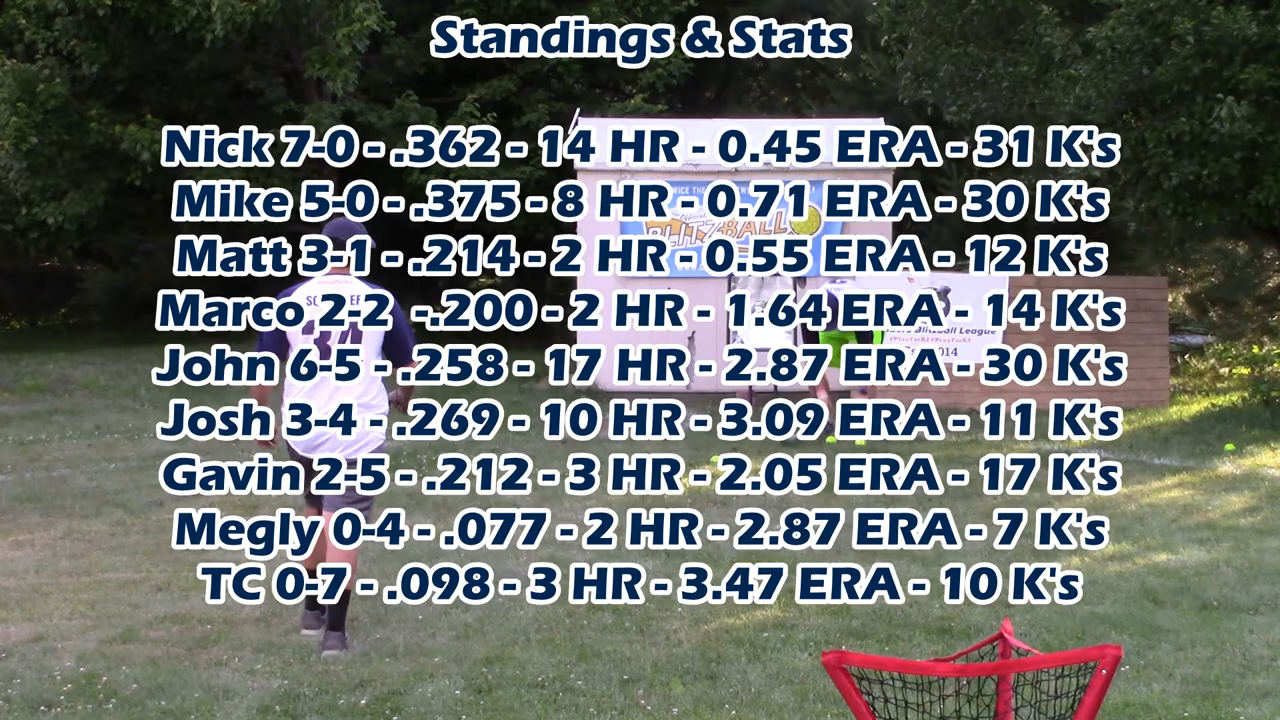 Standings & Stats
Nick 7-0 - .362 - 14 HR - 0.45 ERA - 31 K's
Mike 5-0 - .375 - 8 HR - 0.71 ERA - 30 K's
Matt 3-1 - .214 - 2 HR - 0.55 ERA - 12 K's
Marco 2-2 -.200 - 2 HR - 1.64 ERA - 14 K's
John 6-5 - .258 - 17 HR - 2.87 ERA - 30 K's
Josh 3-4 - .269 - 10 HR - 3.09 ERA - 11 K's
Gavin 2-5 - .212 - 3 HR - 2.05 ERA - 17 K's
Megly 0-4 - .077 - 2 HR - 2.87 ERA - 7 K's
TC 0-7 - .098 - 3 HR - 3.47 ERA - 10 K's
BLITZBALL
34
Blitzball League